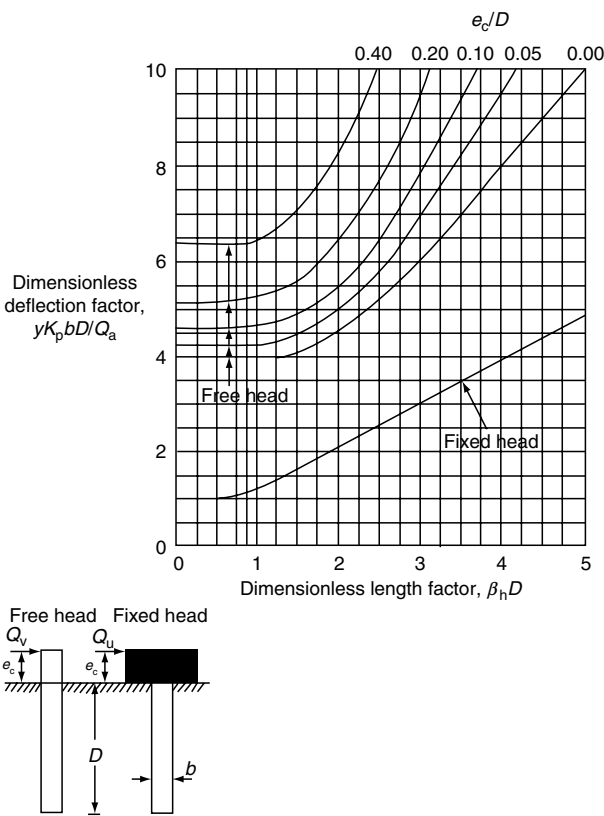 e_c/D
0.40 0.20 0.10 0.05 0.00
10
8
6
4
2
0
Dimensionless
deflection factor,
yK_pbD/Q_a
Free head
Fixed head
0 1 2 3 4 5
Dimensionless length factor, β_hD
Free head Fixed head
Q_v Q_u
e_c e_c
D
b